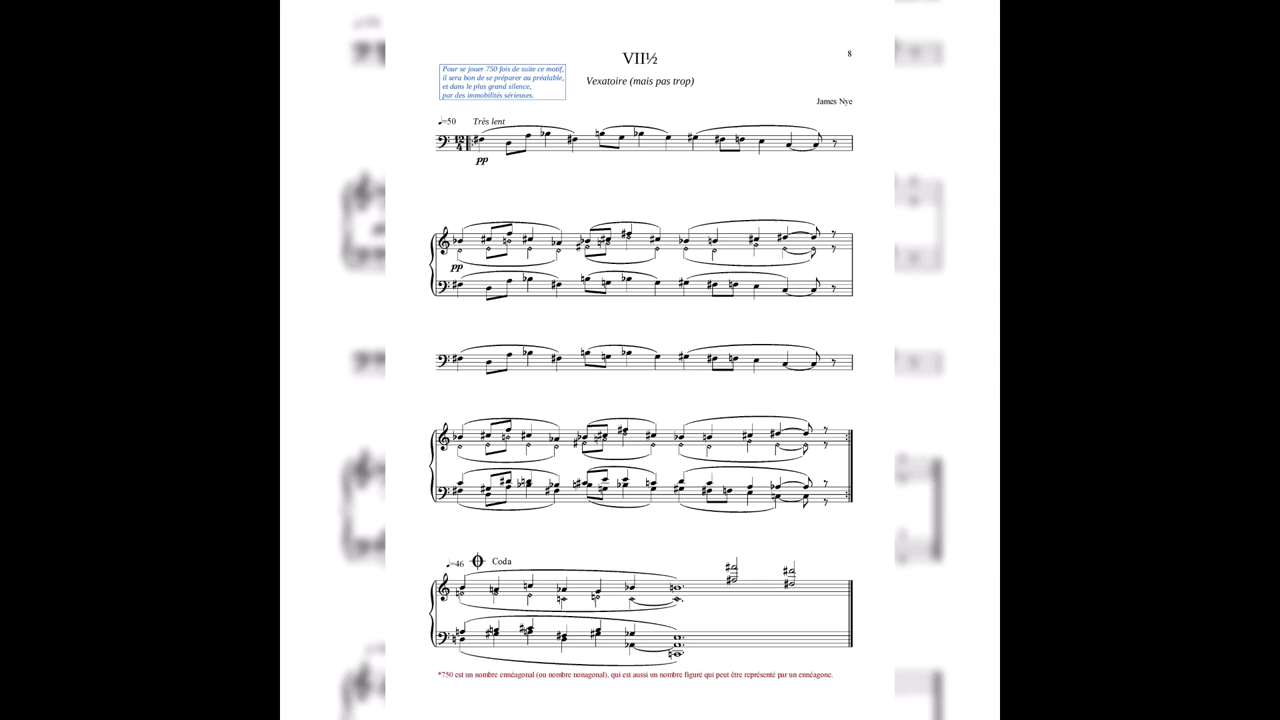 8
VII½
Pour se jouer 750 fois de suite ce motif,
il sera bon de se préparer au préalable,
et dans le plus grand silence,
par des immobilités sérieuses.
Vexatoire (mais pas trop)
James Nye
♩=50 Très lent
12
4
pp
pp
♩=46 Coda
*750 est un nombre ennéagonal (ou nombre nonagonal), qui est aussi un nombre figuré qui peut être représenté par un ennéagone.